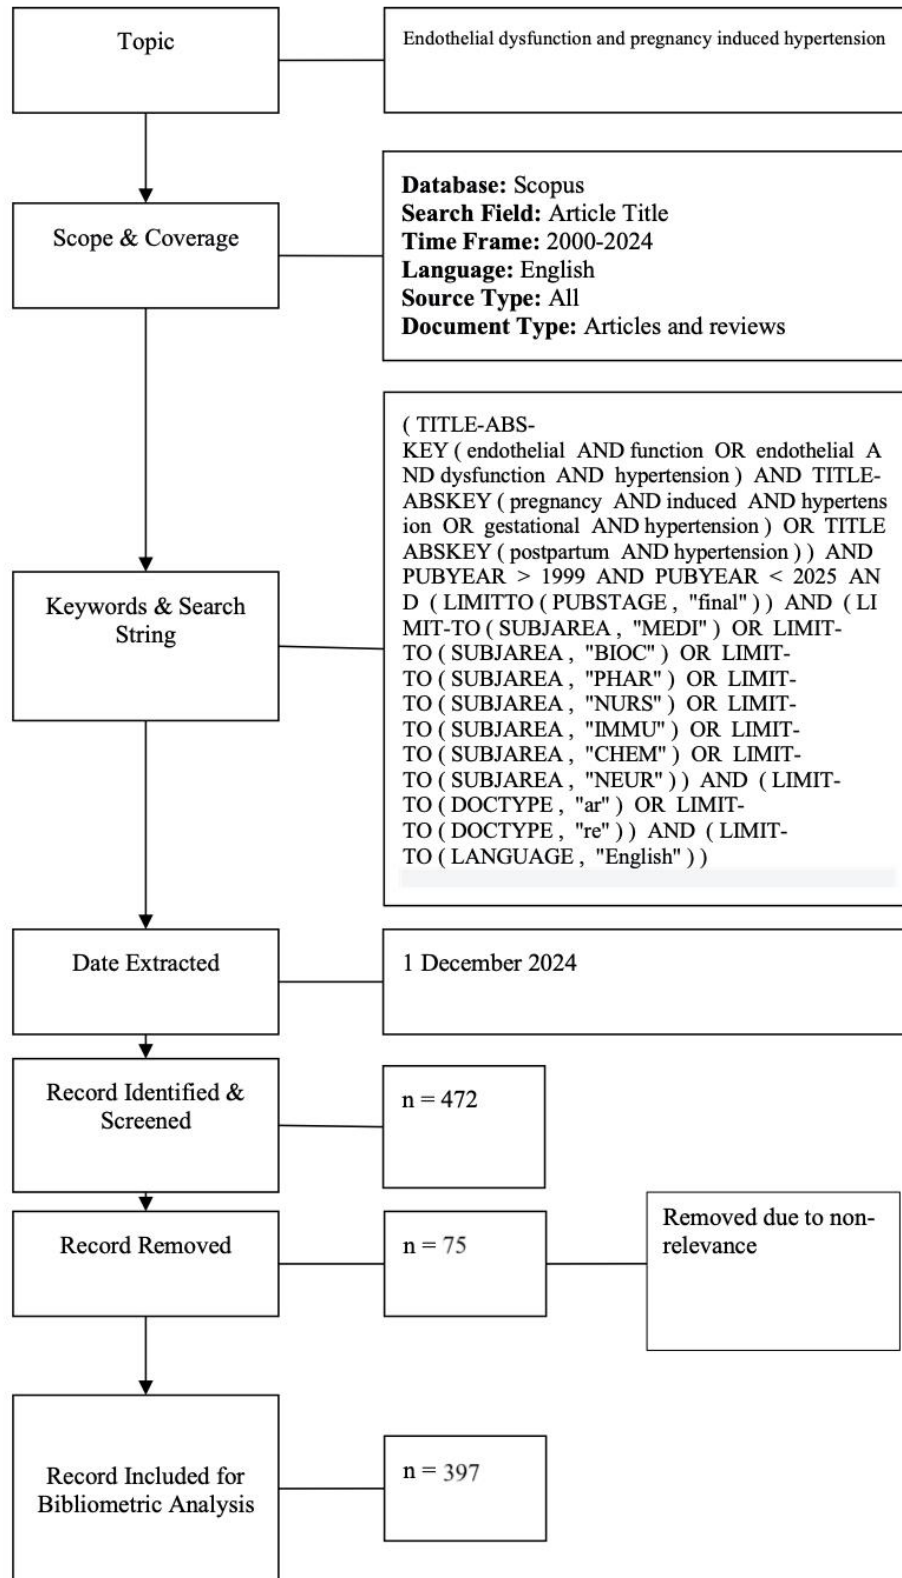 Topic
Endothelial dysfunction and pregnancy induced hypertension
Scope & Coverage
Database: Scopus
Search Field: Article Title
Time Frame: 2000-2024
Language: English
Source Type: All
Document Type: Articles and reviews
Keywords & Search
String
( TITLE-ABS-
KEY ( endothelial AND function OR endothelial A
ND dysfunction AND hypertension ) AND TITLE-
ABSKEY ( pregnancy AND induced AND hypertens
ion OR gestational AND hypertension ) OR TITLE
ABSKEY ( postpartum AND hypertension ) ) AND
PUBYEAR > 1999 AND PUBYEAR < 2025 AN
D ( LIMITTO ( PUBSTAGE , "final" ) ) AND ( LI
MIT-TO ( SUBJAREA , "MEDI" ) OR LIMIT-
TO ( SUBJAREA , "BIOC" ) OR LIMIT-
TO ( SUBJAREA , "PHAR" ) OR LIMIT-
TO ( SUBJAREA , "NURS" ) OR LIMIT-
TO ( SUBJAREA , "IMMU" ) OR LIMIT-
TO ( SUBJAREA , "CHEM" ) OR LIMIT-
TO ( SUBJAREA , "NEUR" ) ) AND ( LIMIT-
TO ( DOCTYPE , "ar" ) OR LIMIT-
TO ( DOCTYPE , "re" ) ) AND ( LIMIT-
TO ( LANGUAGE , "English" ) )
Date Extracted
1 December 2024
Record Identified &
Screened
n = 472
Record Removed
n = 75
Removed due to non-
relevance
Record Included for
Bibliometric Analysis
n = 397